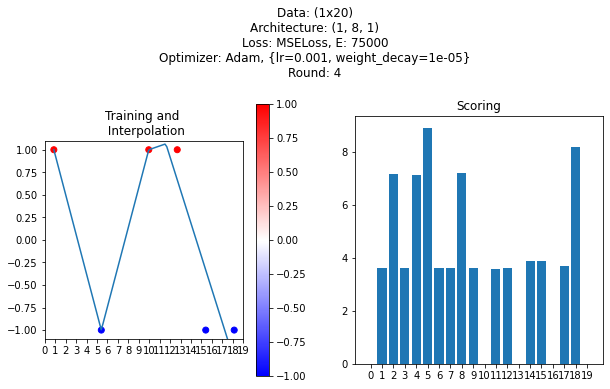 Data: (1x20)
Architecture: (1, 8, 1)
Loss: MSELoss, E: 75000
Optimizer: Adam, {lr=0.001, weight_decay=1e-05}
Round: 4
Training and
Interpolation
1.00
0.75
0.50
0.25
0.00
−0.25
−0.50
−0.75
−1.00
0 1 2 3 4 5 6 7 8 9 10 11 12 13 14 15 16 17 18 19
1.00
0.75
0.50
0.25
0.00
−0.25
−0.50
−0.75
−1.00
Scoring
8
6
4
2
0
0 1 2 3 4 5 6 7 8 9 10 11 12 13 14 15 16 17 18 19